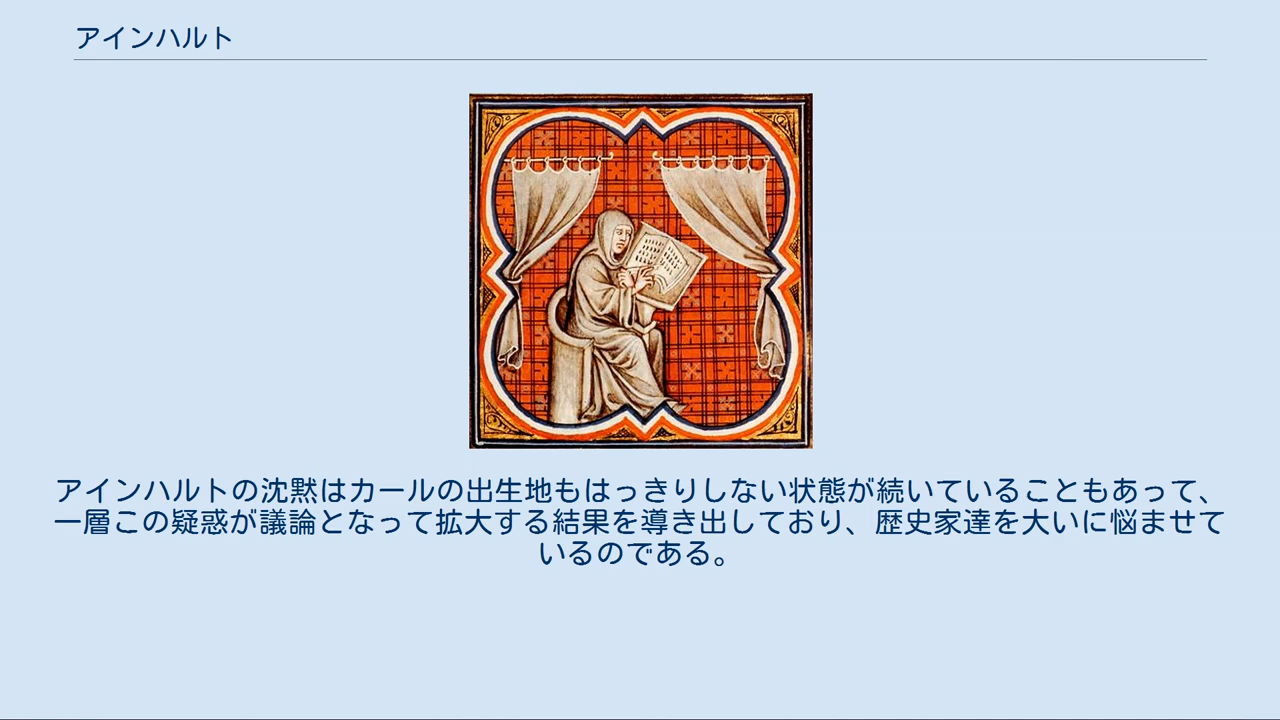 アインハルト
アインハルトの沈黙はカールの出生地もはっきりしない状態が続いていることもあって、
一層この疑惑が議論となって拡大する結果を導き出しており、歴史家達を大いに悩ませて
いるのである。